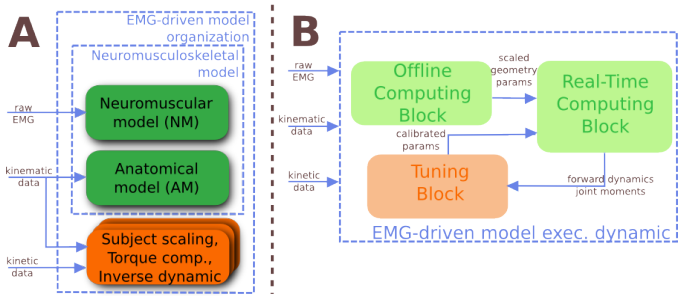 A
EMG-driven model
organization
Neuromusculoskeletal
model
raw
EMG
Neuromuscular
model (NM)
kinematic
data
Anatomical
model (AM)
kinetic
data
Subject scaling,
Torque comp.,
Inverse dynamic
B
raw
EMG
kinematic
data
kinetic
data
Offline
Computing
Block
scaled
geometry
params
Real-Time
Computing
Block
calibrated
params
Tuning
Block
forward dynamics
joint moments
EMG-driven model exec. dynamic